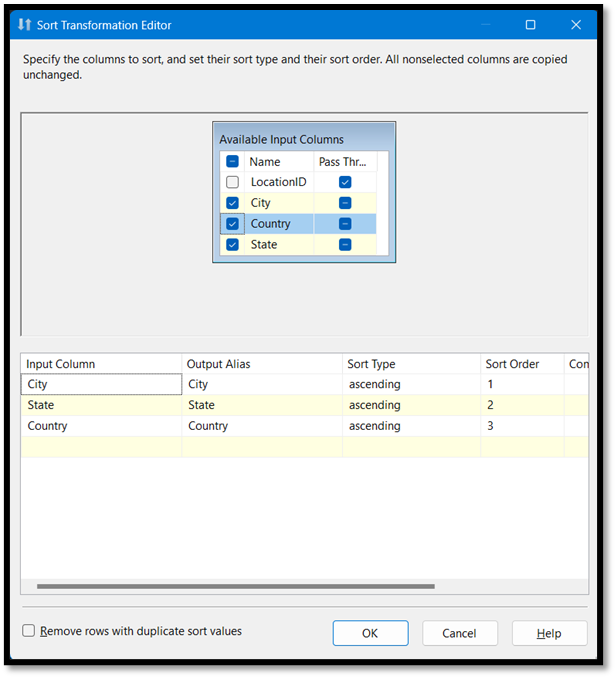 Sort Transformation Editor
Specify the columns to sort, and set their sort type and their sort order. All nonselected columns are copied
unchanged.
Available Input Columns
Name Pass Thr...
LocationID
City
Country
State
Input Column Output Alias Sort Type Sort Order Con
City City ascending 1
State State ascending 2
Country Country ascending 3
Remove rows with duplicate sort values OK Cancel Help